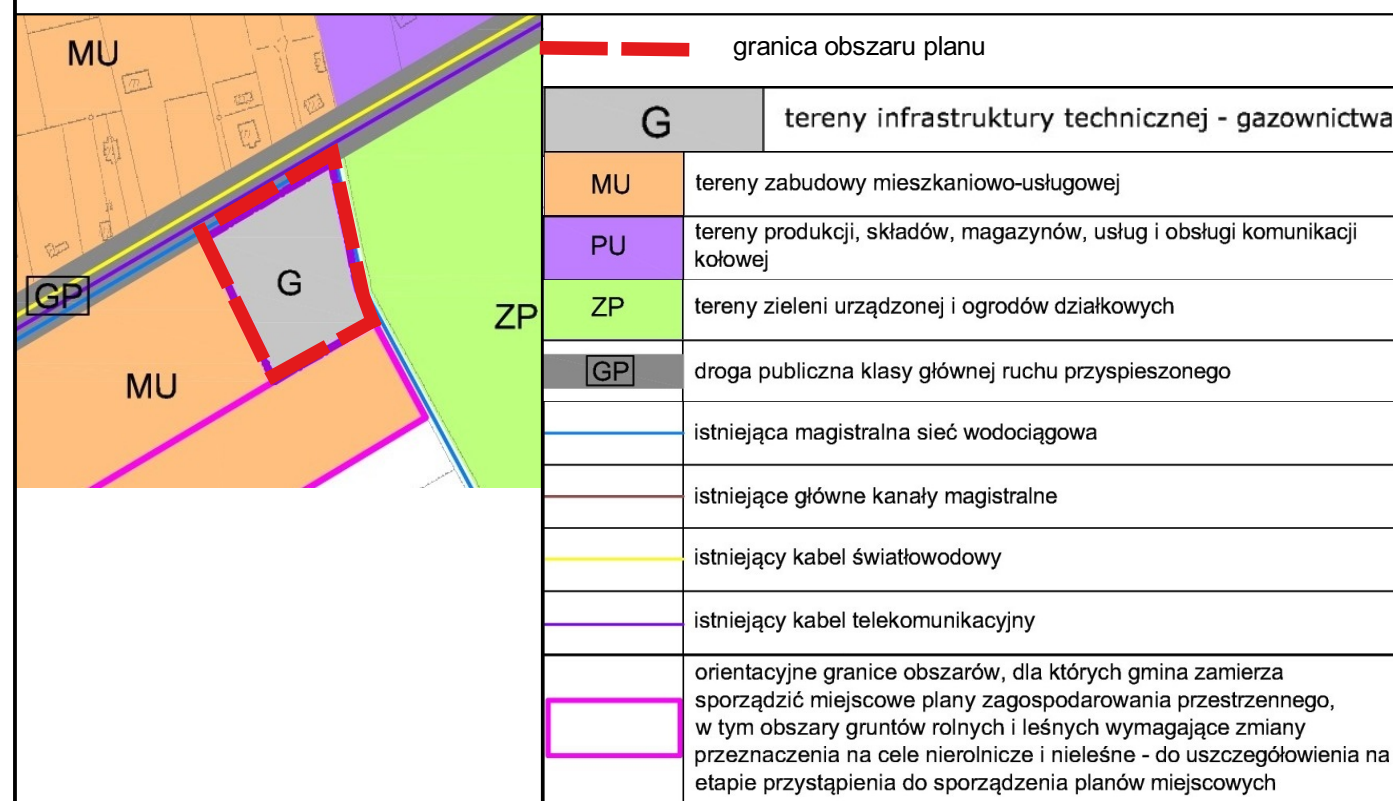 MU
GP
G
ZP
MU
granica obszaru planu
G tereny infrastruktury technicznej - gazownictwa
MU tereny zabudowy mieszkaniowo-usługowej
PU tereny produkcji, składów, magazynów, usług i obsługi komunikacji
kołowej
ZP tereny zieleni urządzonej i ogrodów działkowych
GP droga publiczna klasy głównej ruchu przyspieszonego
istniejąca magistralna sieć wodociągowa
istniejące główne kanały magistralne
istniejący kabel światłowodowy
istniejący kabel telekomunikacyjny
orientacyjne granice obszarów, dla których gmina zamierza
sporządzić miejscowe plany zagospodarowania przestrzennego,
w tym obszary gruntów rolnych i leśnych wymagające zmiany
przeznaczenia na cele nierolnicze i nieleśne - do uszczegółowienia na
etapie przystąpienia do sporządzenia planów miejscowych